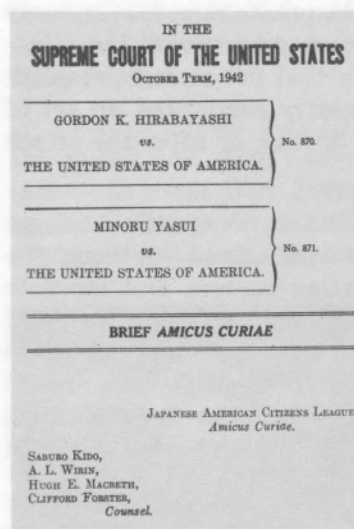 IN THE
SUPREME COURT OF THE UNITED STATES
OCTOBER TERM, 1942
GORDON K. HIRABAYASHI
vs.
THE UNITED STATES OF AMERICA.
No. 870.
MINORU YASUI
vs.
THE UNITED STATES OF AMERICA.
No. 871.
BRIEF AMICUS CURIAE
JAPANESE AMERICAN CITIZENS LEAGUE
Amicus Curiae.
SABURO KIDO,
A. L. WIRIN,
HUGH E. MACBETH,
CLIFFORD FORSTER,
Counsel.